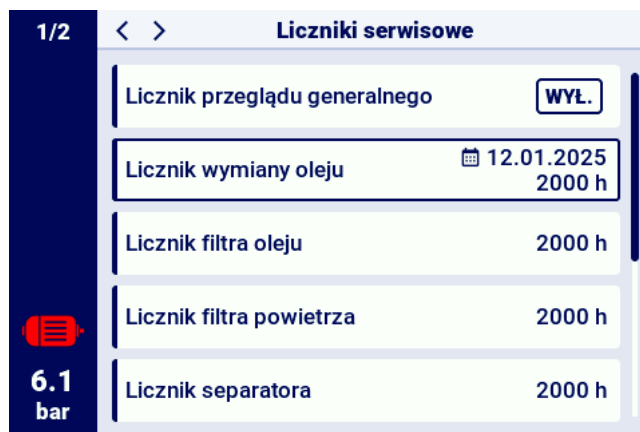 1/2
Liczniki serwisowe
Licznik przeglądu generalnego
WYŁ.
Licznik wymiany oleju
12.01.2025
2000 h
Licznik filtra oleju
2000 h
Licznik filtra powietrza
2000 h
Licznik separatora
2000 h
6.1
bar